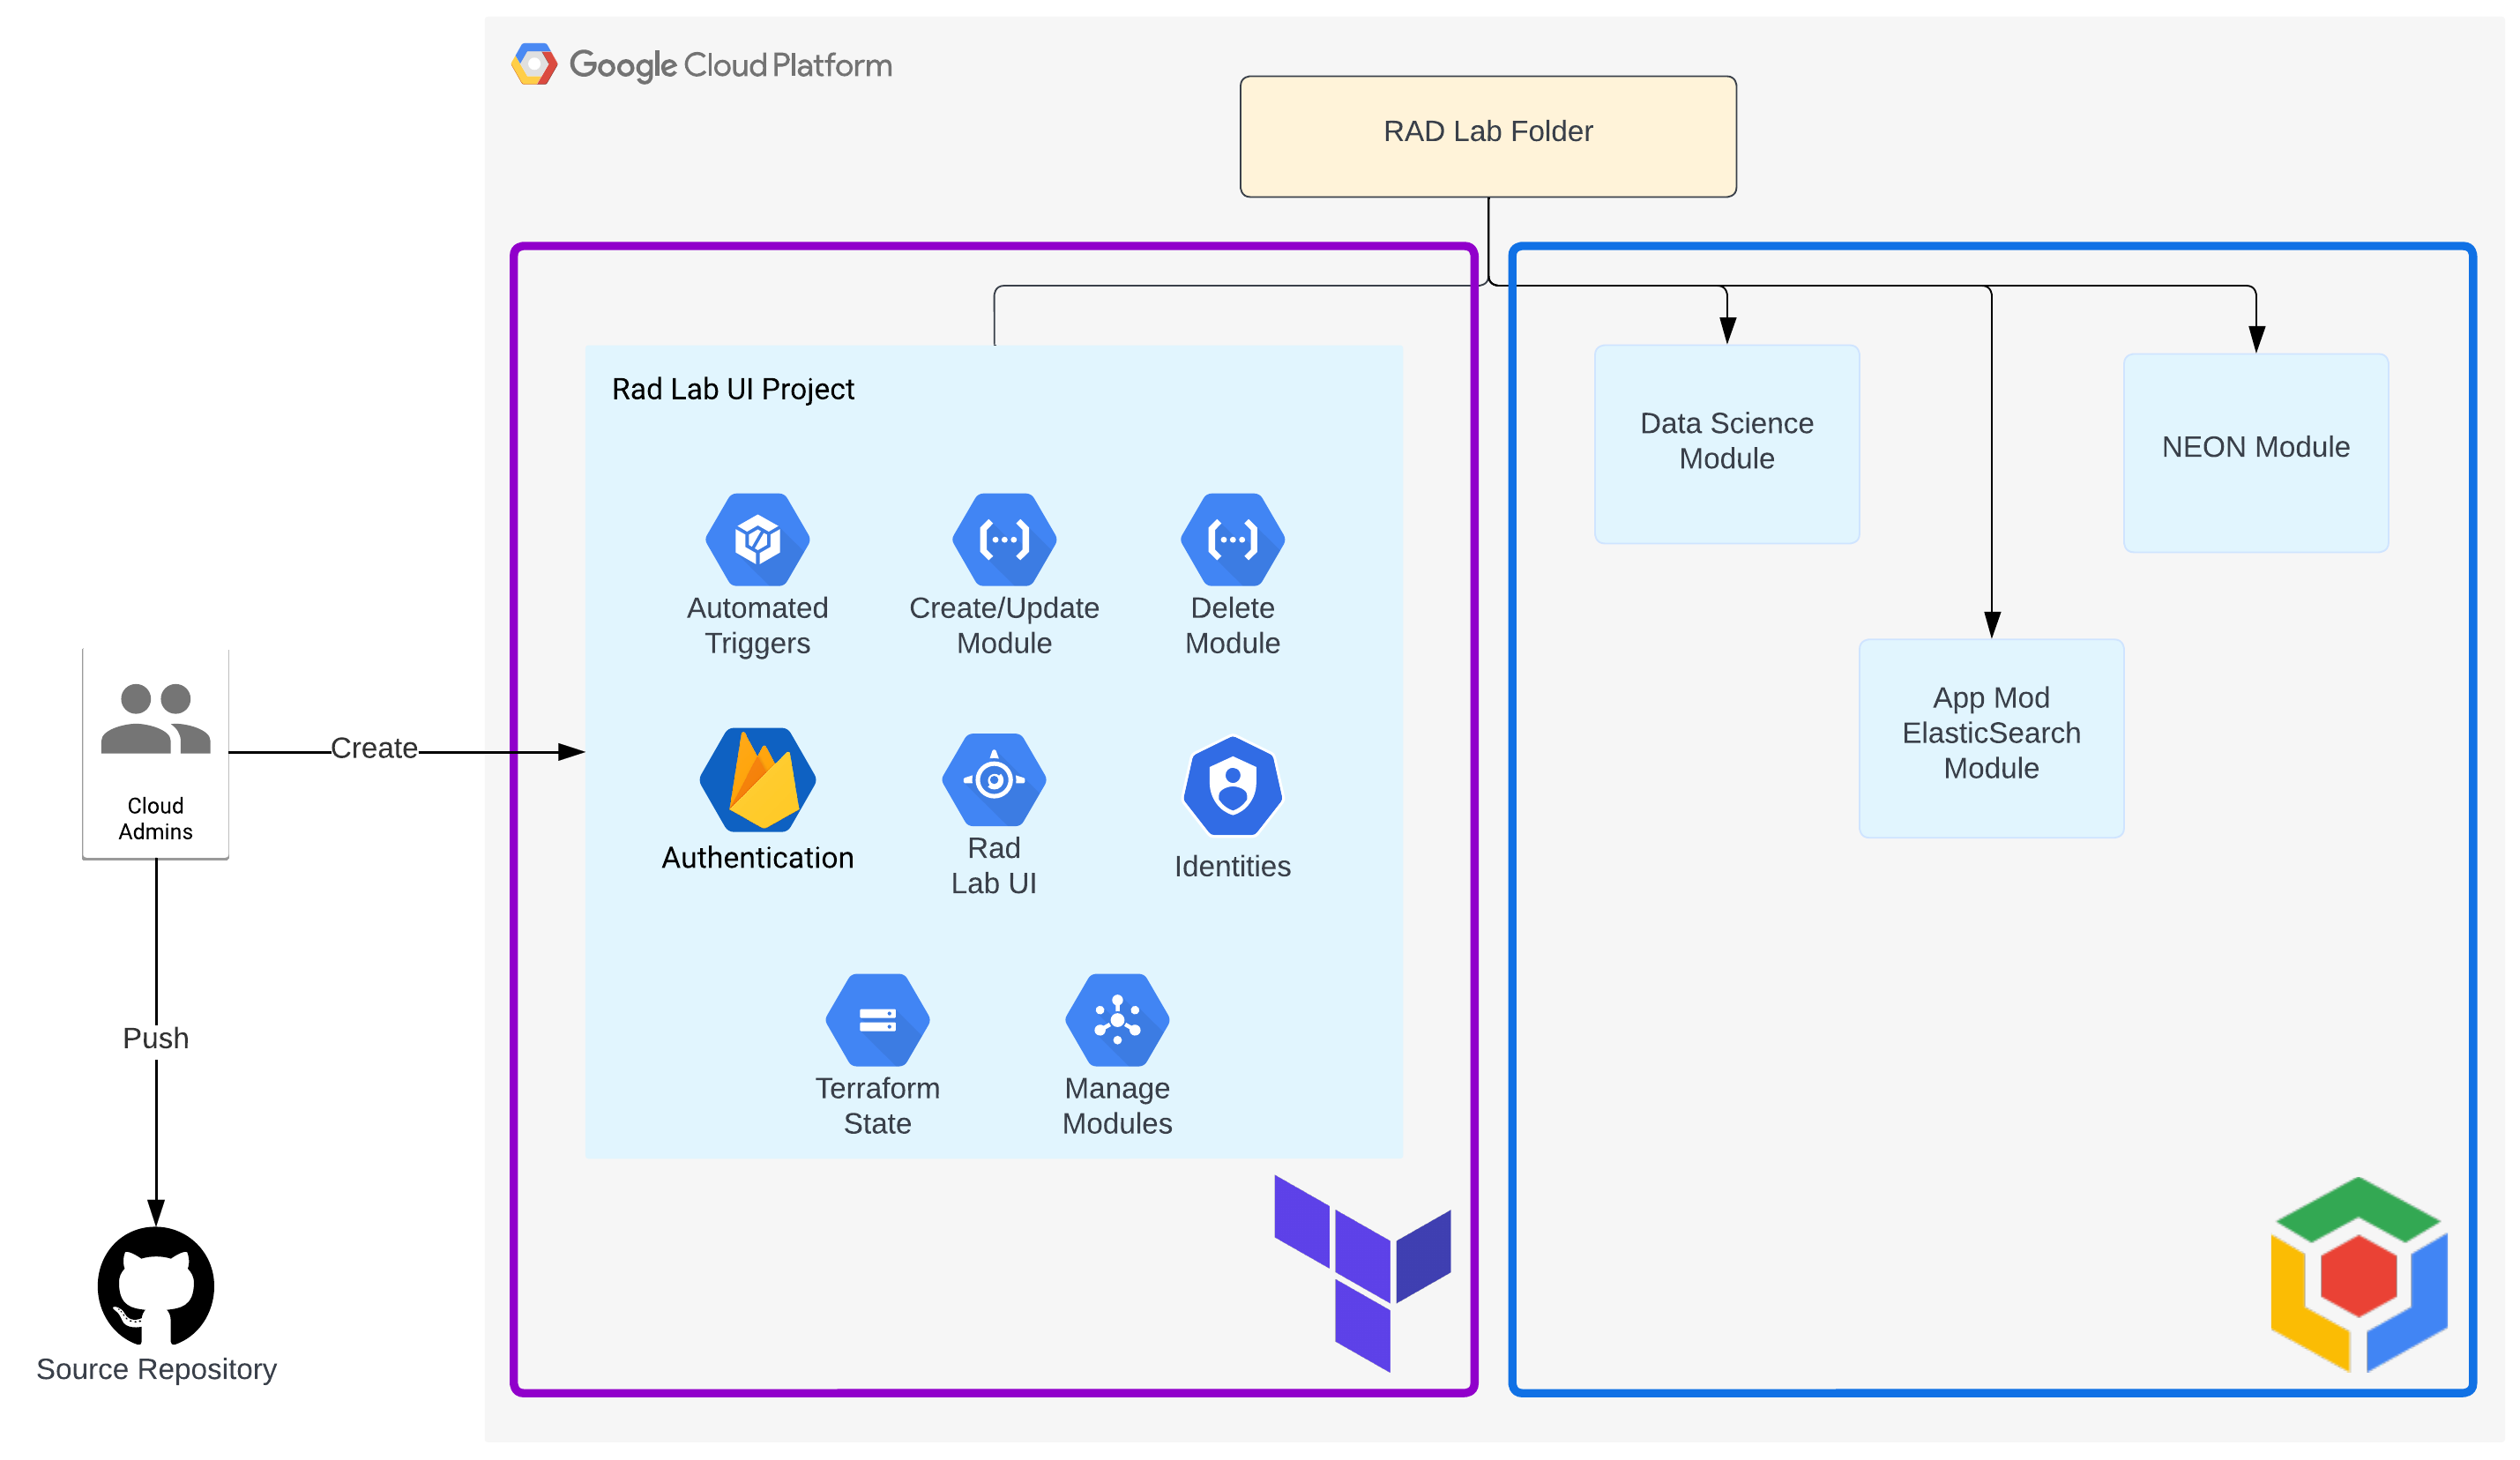 Google Cloud Platform
RAD Lab Folder
Rad Lab UI Project
Automated
Triggers
Create/Update
Module
Delete
Module
Authentication
Rad
Lab UI
Identities
Terraform
State
Manage
Modules
Data Science
Module
NEON Module
App Mod
ElasticSearch
Module
Cloud
Admins
Create
Push
Source Repository